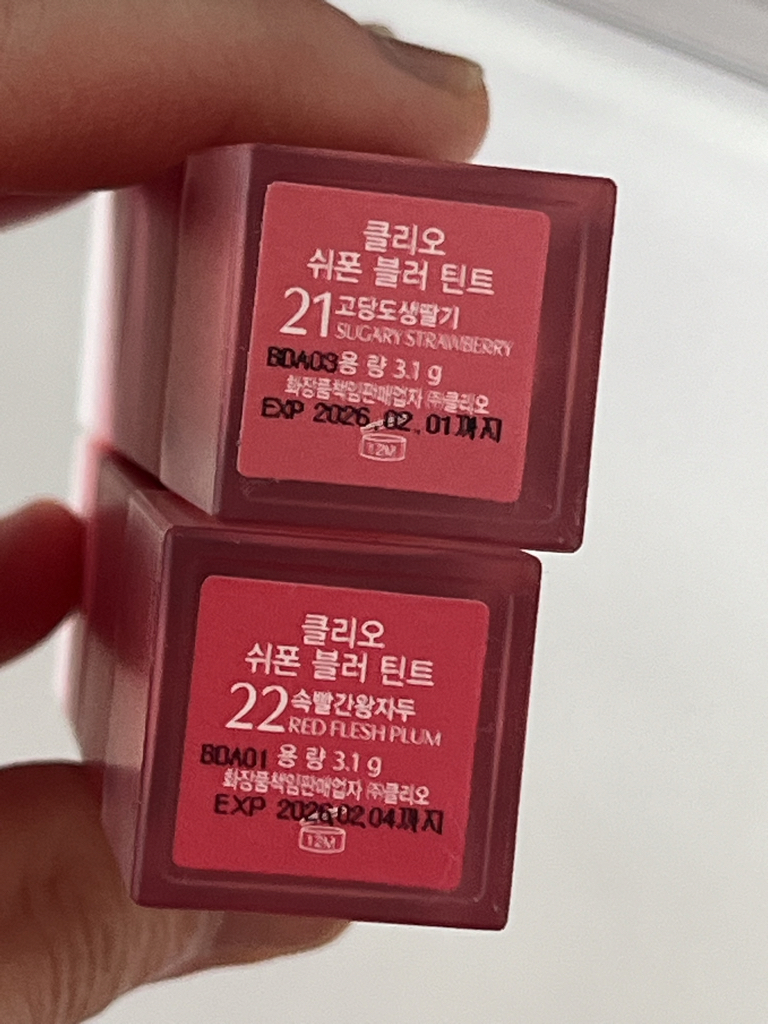 클리오
쉬폰 블러 틴트
21 고당도생딸기
SUGARY STRAWBERRY
BDA03 용 량 3.1 g
화장품책임판매업자 ㈜클리오
EXP 2026.02.01까지
12M
클리오
쉬폰 블러 틴트
22 속빨간왕자두
RED FLESH PLUM
BDA01 용 량 3.1 g
화장품책임판매업자 ㈜클리오
EXP 2026.02.04까지
12M